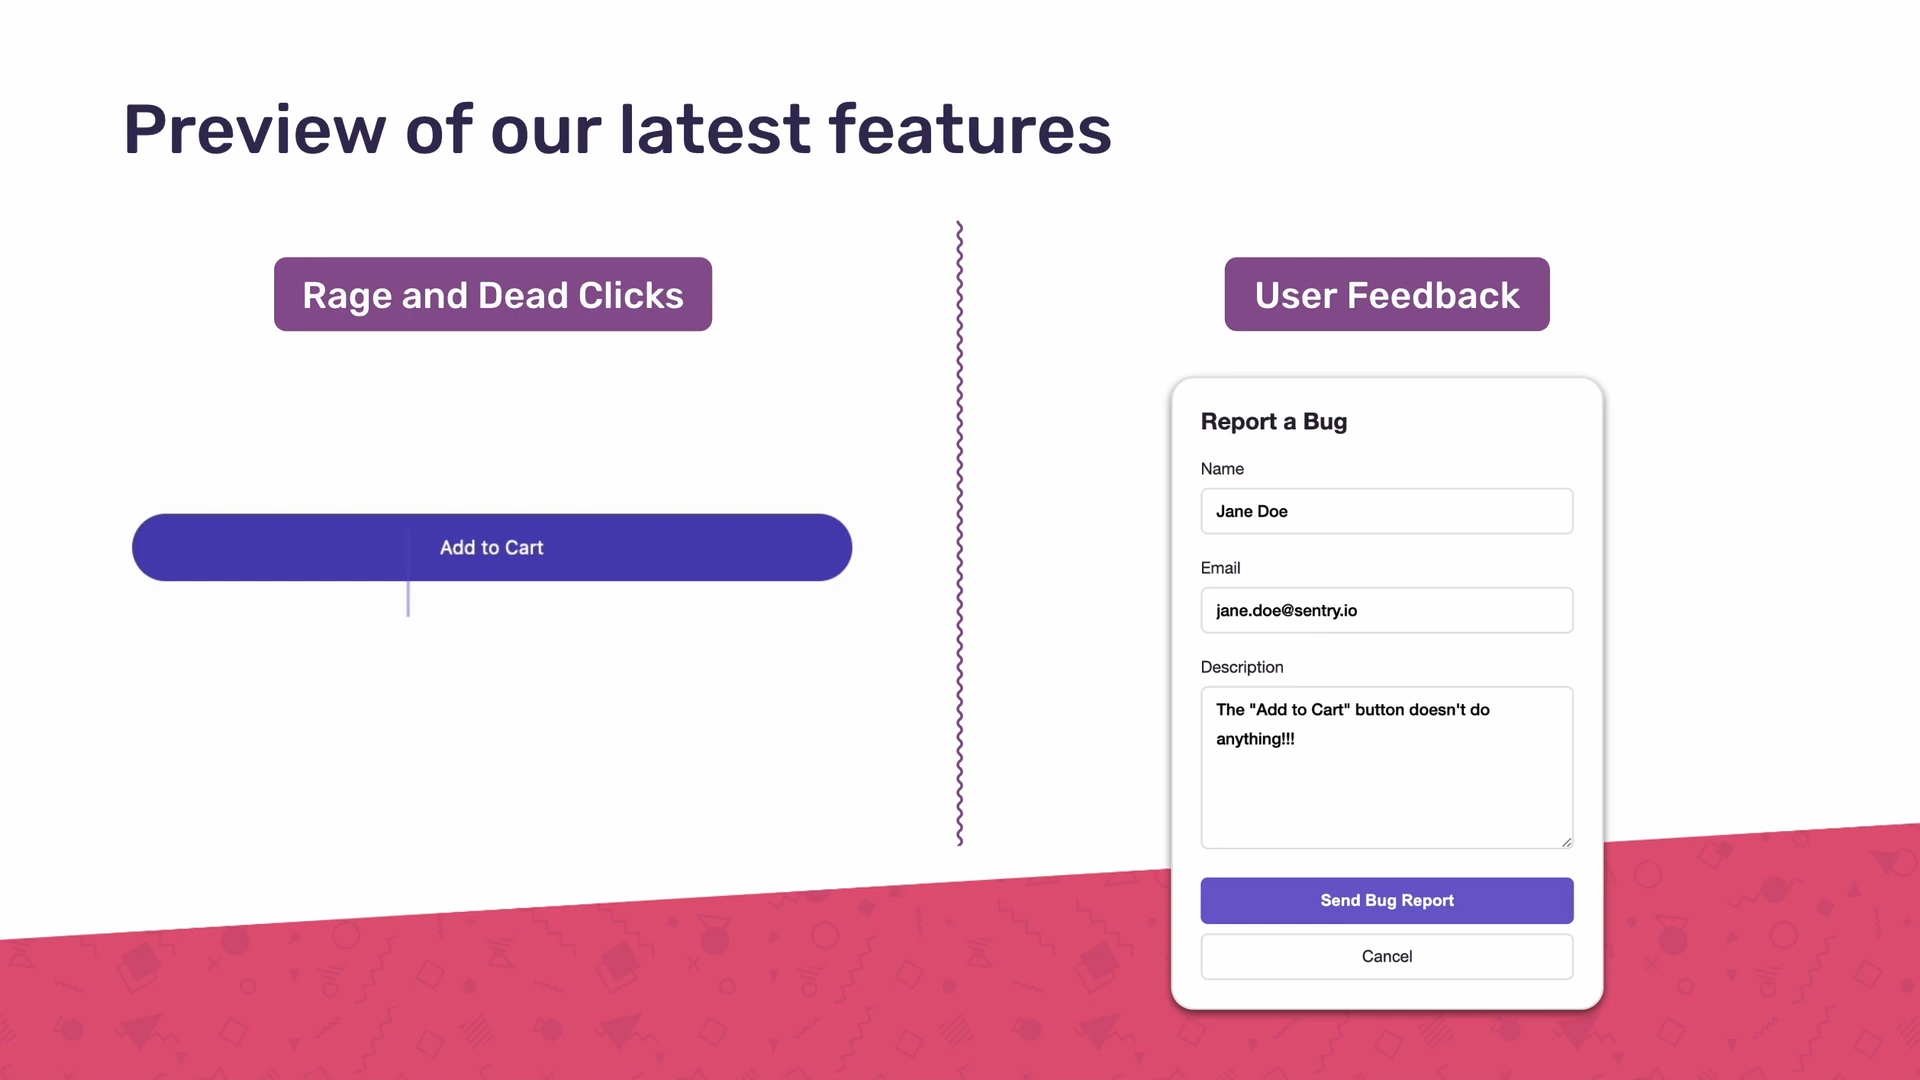 Preview of our latest features
Rage and Dead Clicks
Add to Cart
User Feedback
Report a Bug
Name
Jane Doe
Email
jane.doe@sentry.io
Description
The "Add to Cart" button doesn't do
anything!!!
Send Bug Report
Cancel